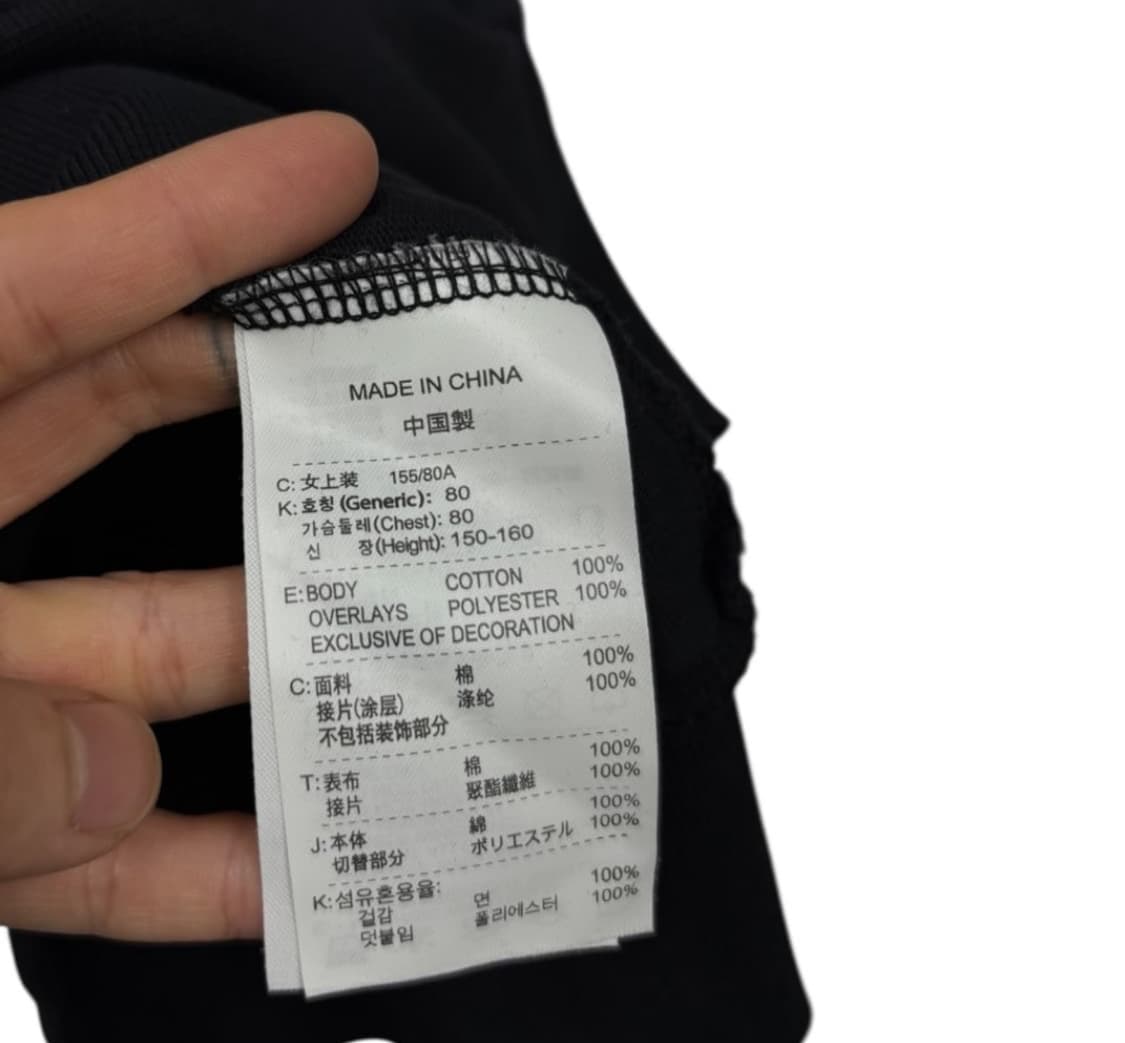 MADE IN CHINA
中国製
C: 女上装 155/80A
K: 호칭 (Generic): 80
가슴둘레(Chest): 80
신 장(Height): 150-160
E: BODY COTTON 100%
OVERLAYS POLYESTER 100%
EXCLUSIVE OF DECORATION
C: 面料 棉 100%
接片(涂层) 涤纶 100%
不包括装饰部分
T: 表布 棉 100%
接片 聚酯纖維 100%
J: 本体 綿 100%
切替部分 ポリエステル 100%
K: 섬유혼용율:
겉감 면 100%
덧붙임 폴리에스터 100%